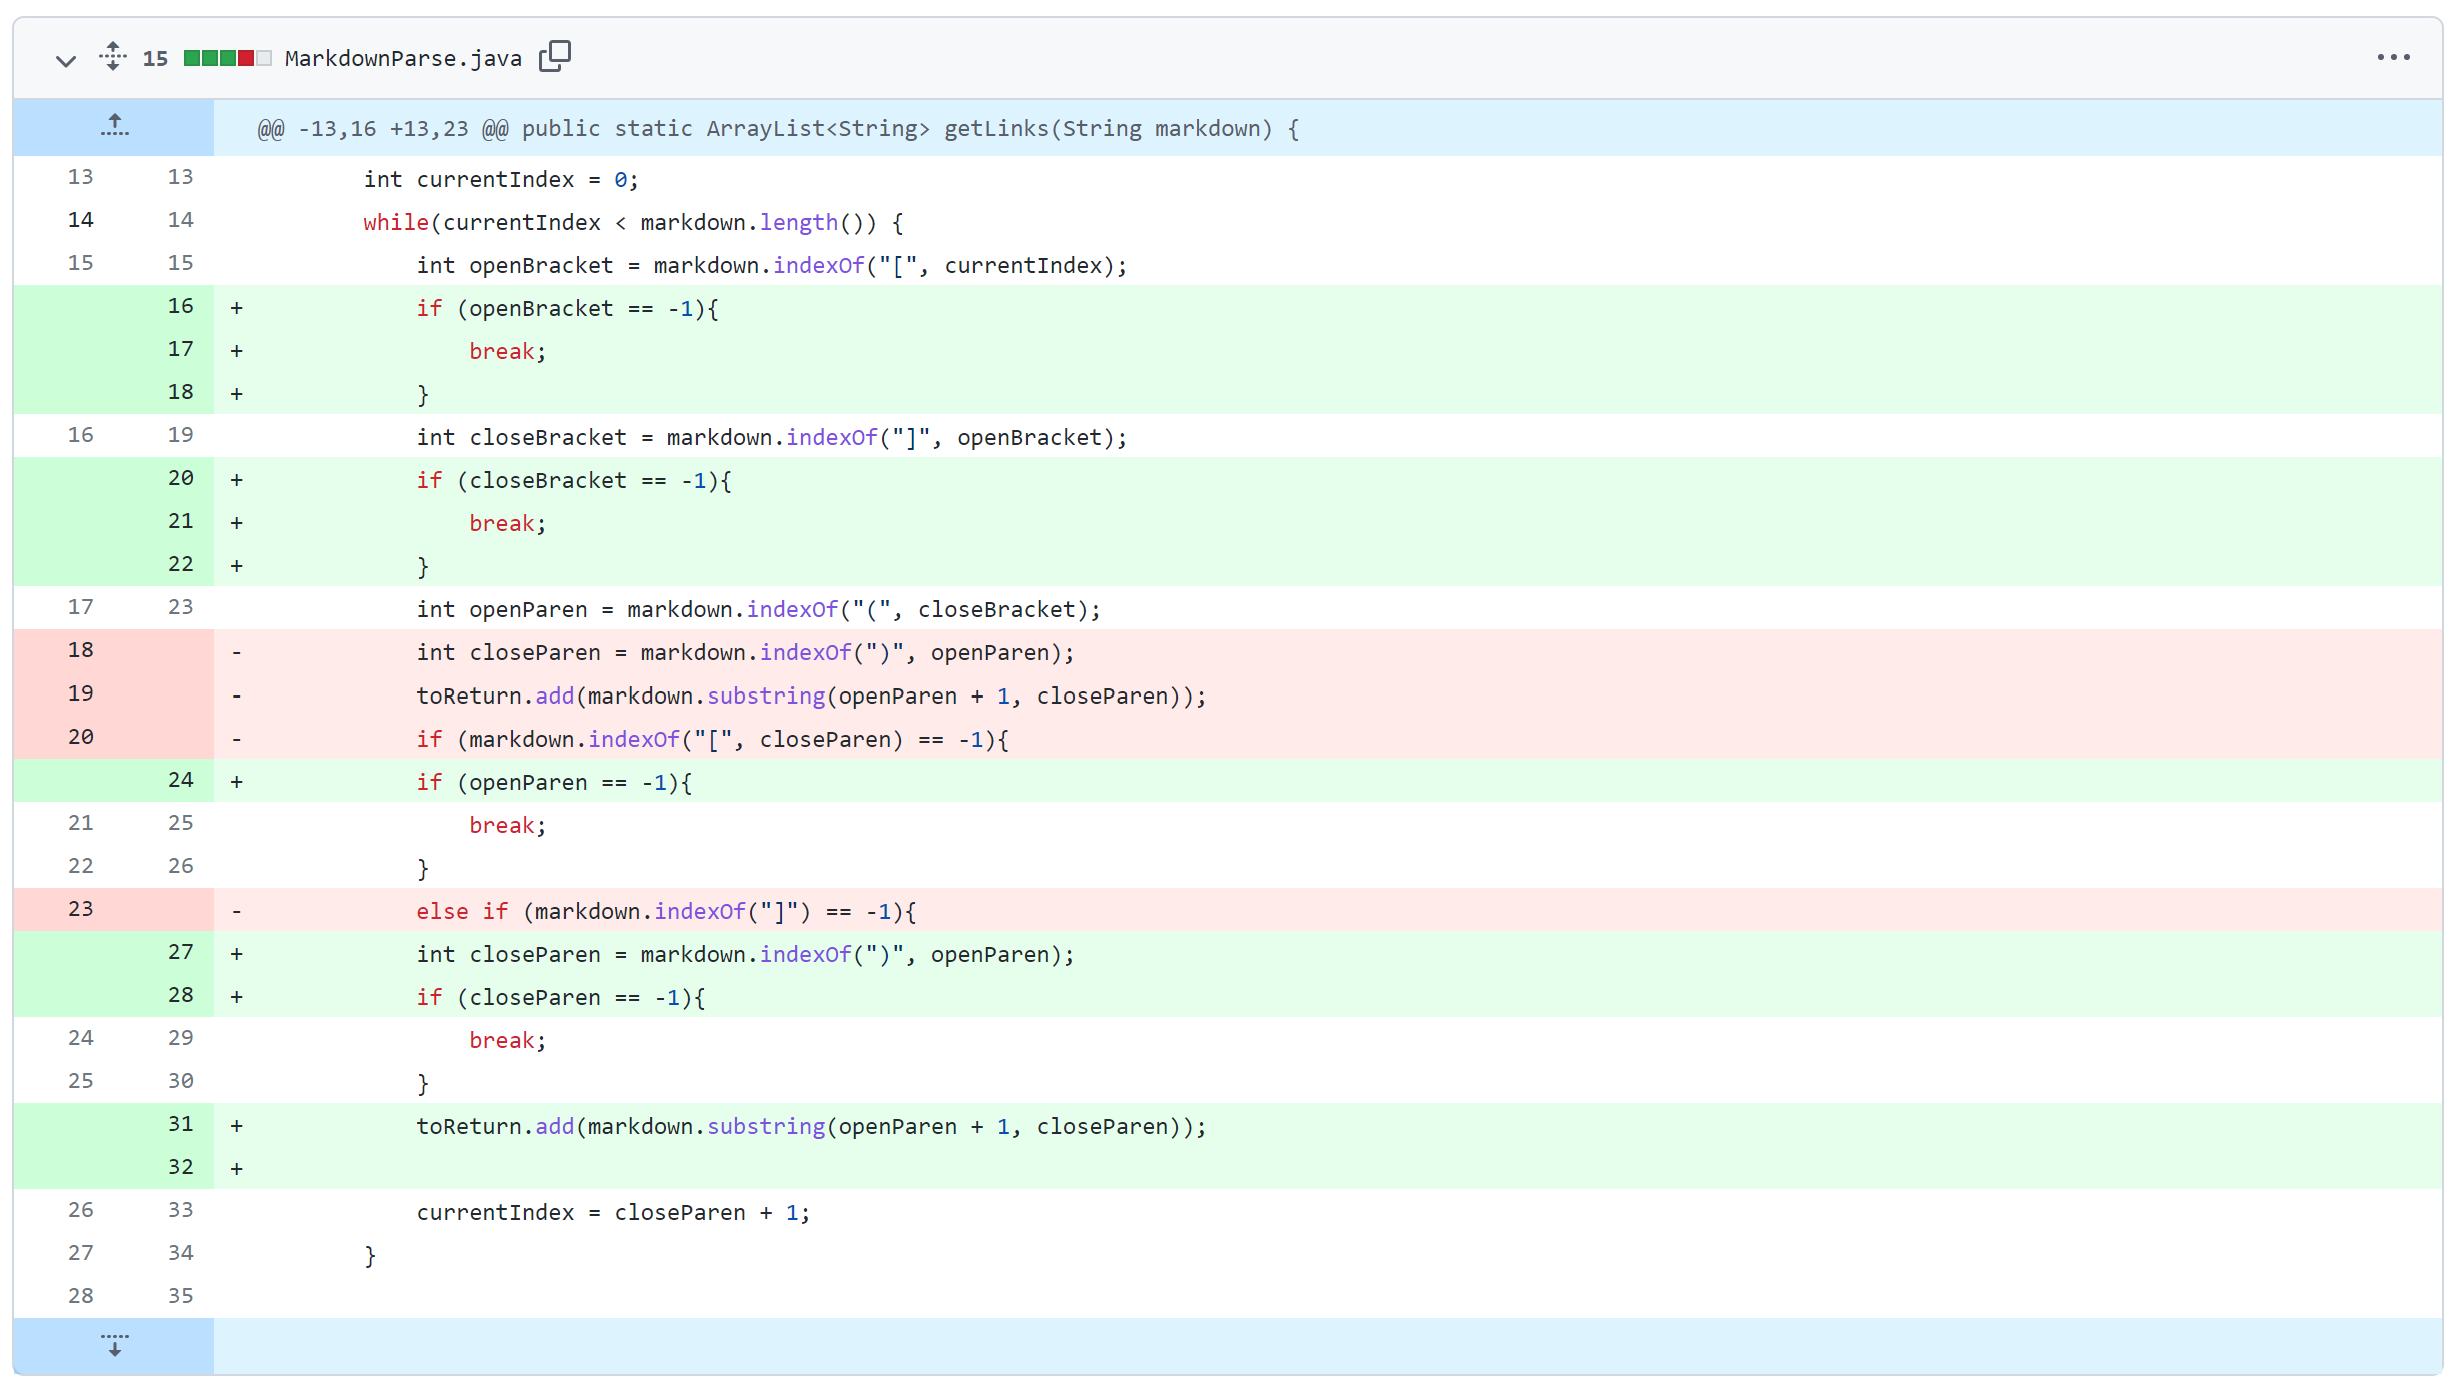 15 MarkdownParse.java
@@ -13,16 +13,23 @@ public static ArrayList<String> getLinks(String markdown) {
13 13 int currentIndex = 0;
14 14 while(currentIndex < markdown.length()) {
15 15 int openBracket = markdown.indexOf("[", currentIndex);
16 + if (openBracket == -1){
17 + break;
18 + }
16 19 int closeBracket = markdown.indexOf("]", openBracket);
20 + if (closeBracket == -1){
21 + break;
22 + }
17 23 int openParen = markdown.indexOf("(", closeBracket);
18 - int closeParen = markdown.indexOf(")", openParen);
19 - toReturn.add(markdown.substring(openParen + 1, closeParen));
20 - if (markdown.indexOf("[", closeParen) == -1){
24 + if (openParen == -1){
21 25 break;
22 26 }
23 - else if (markdown.indexOf("]") == -1){
27 + int closeParen = markdown.indexOf(")", openParen);
28 + if (closeParen == -1){
24 29 break;
25 30 }
31 + toReturn.add(markdown.substring(openParen + 1, closeParen));
32 +
26 33 currentIndex = closeParen + 1;
27 34 }
28 35